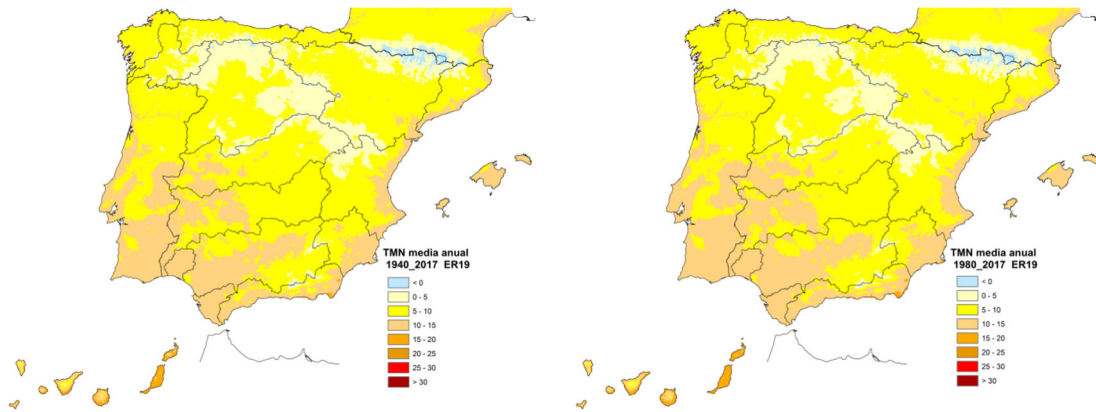 TMN media anual
1940_2017 ER19
< 0
0 - 5
5 - 10
10 - 15
15 - 20
20 - 25
25 - 30
> 30
TMN media anual
1980_2017 ER19
< 0
0 - 5
5 - 10
10 - 15
15 - 20
20 - 25
25 - 30
> 30